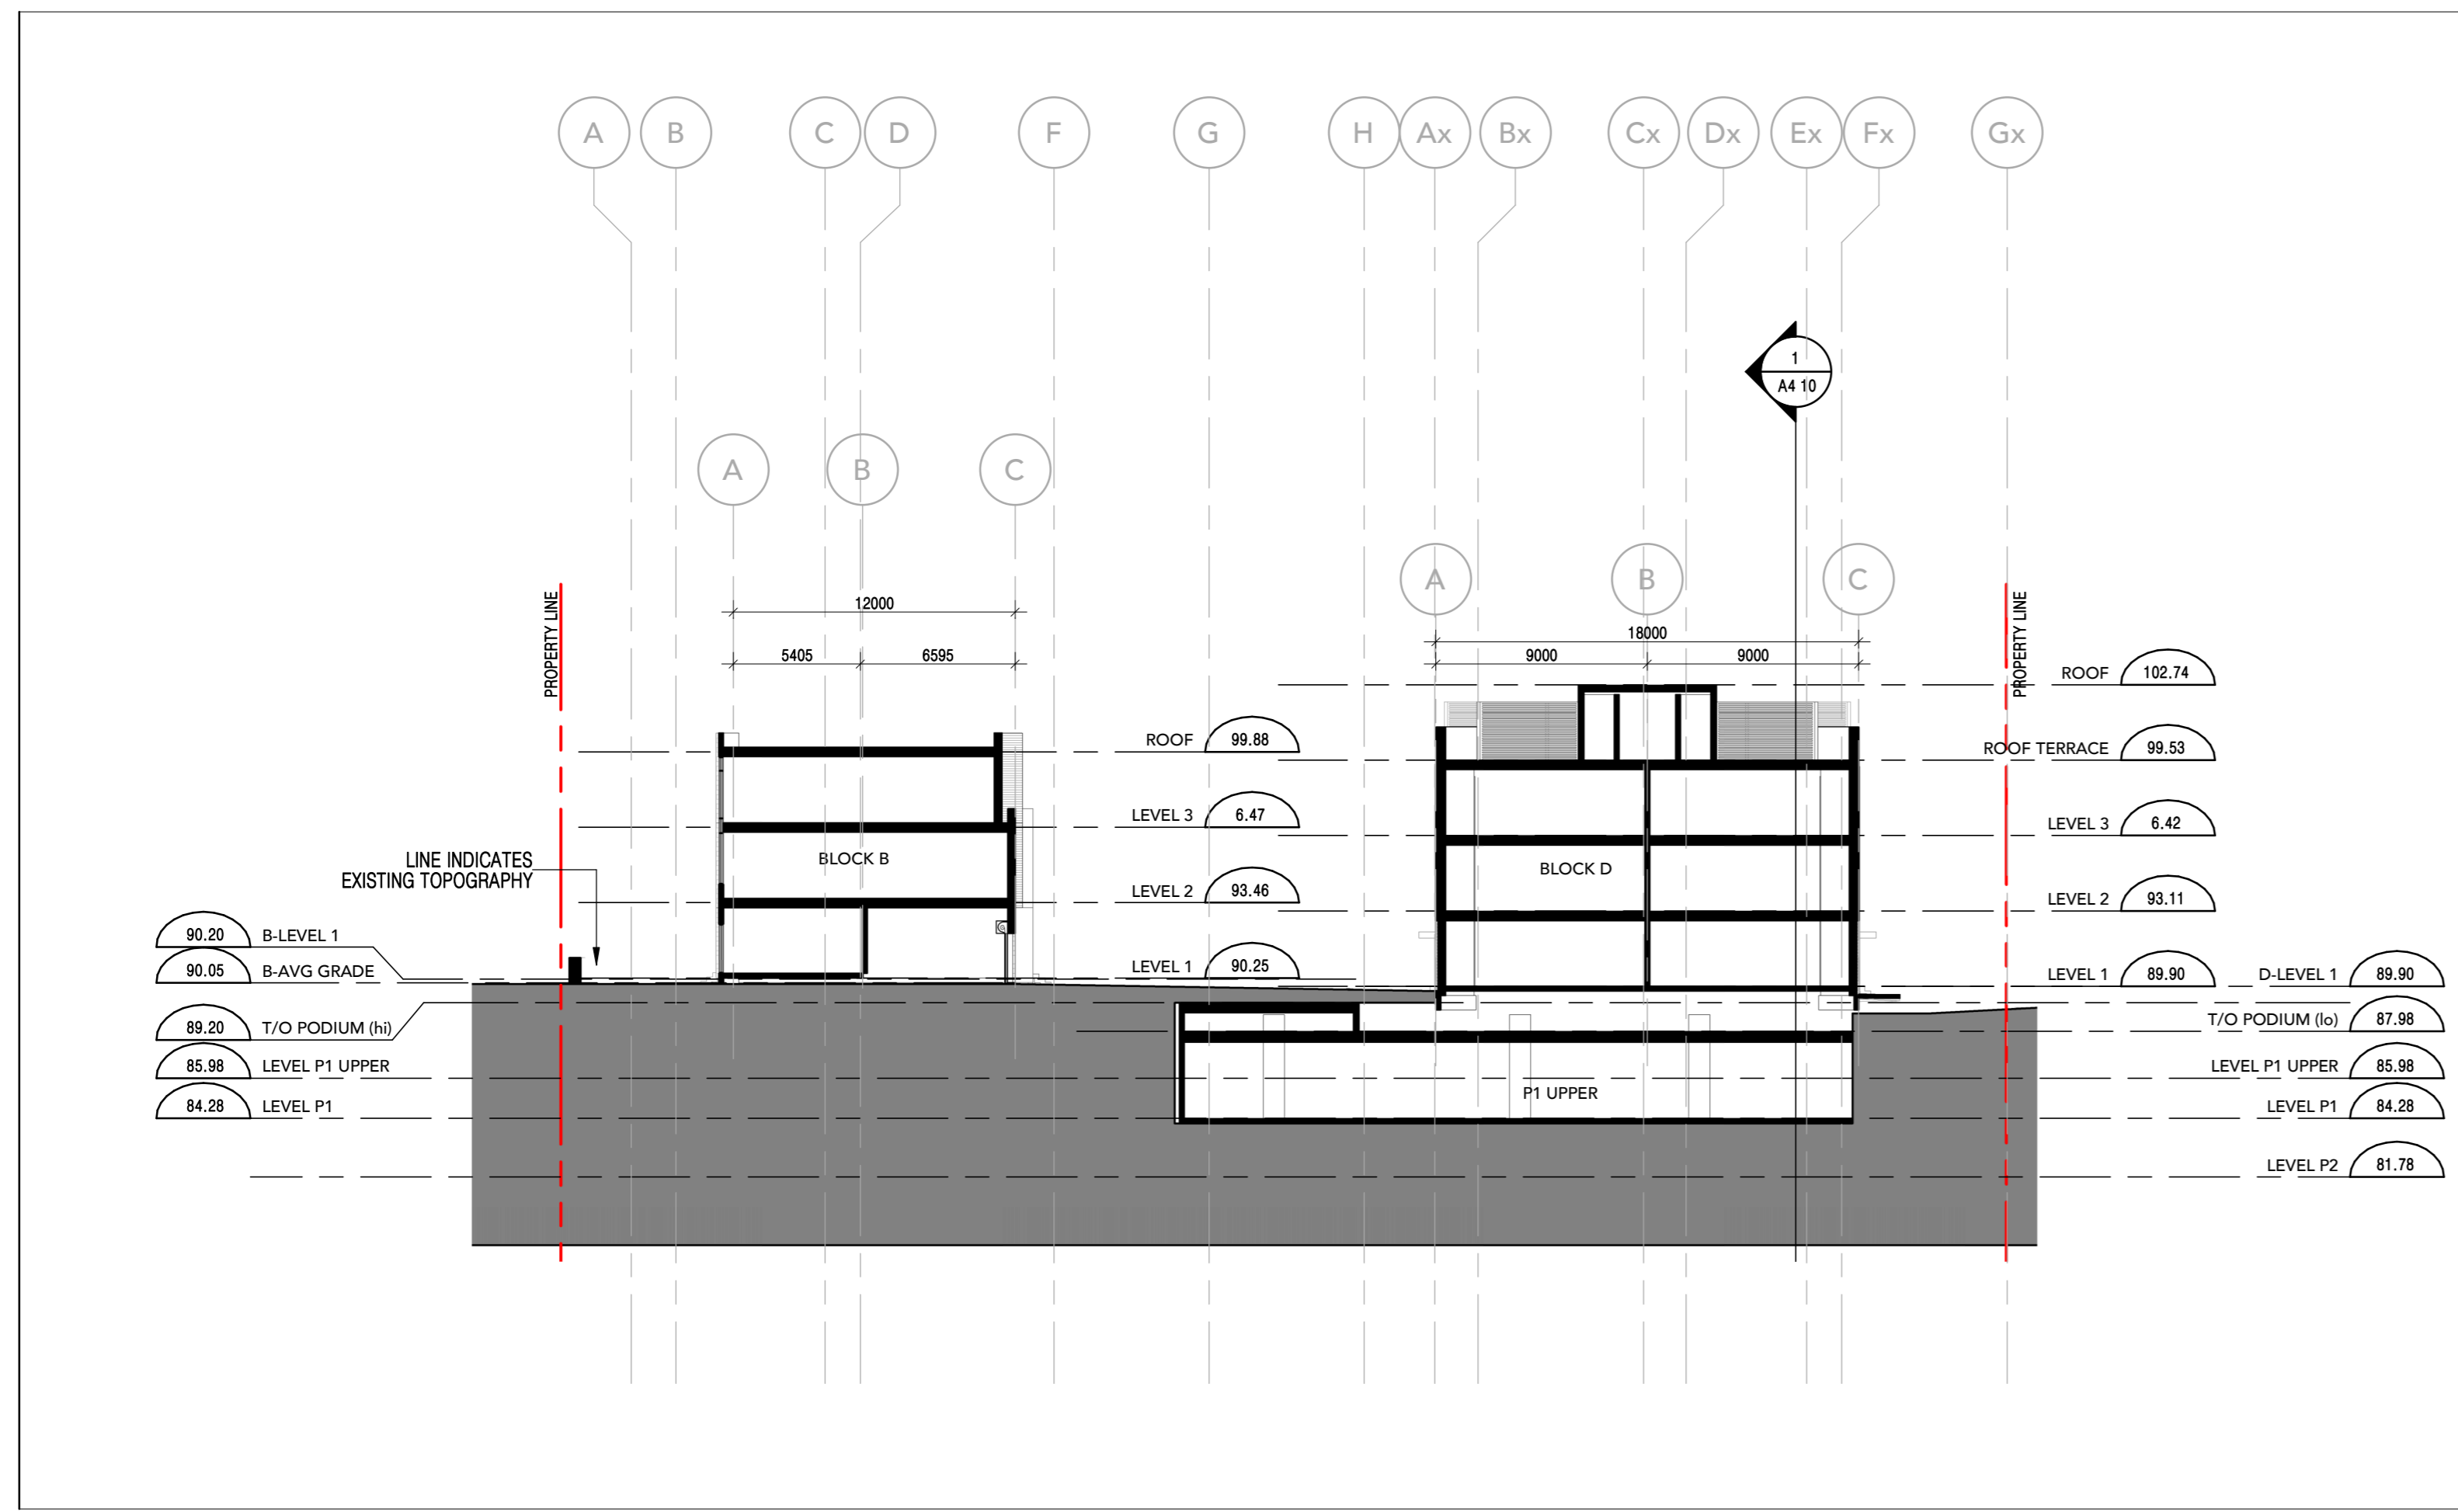 A B C D F G H Ax Bx Cx Dx Ex Fx Gx
1
A4 10
A B C
A B C
PROPERTY LINE
PROPERTY LINE
12000
5405 6595
18000
9000 9000
ROOF 102.74
ROOF 99.88
ROOF TERRACE 99.53
LEVEL 3 6.47
LEVEL 3 6.42
LINE INDICATES
EXISTING TOPOGRAPHY
BLOCK B
BLOCK D
LEVEL 2 93.46
LEVEL 2 93.11
90.20 B-LEVEL 1
90.05 B-AVG GRADE
LEVEL 1 90.25
LEVEL 1 89.90
D-LEVEL 1 89.90
89.20 T/O PODIUM (hi)
T/O PODIUM (lo) 87.98
85.98 LEVEL P1 UPPER
LEVEL P1 UPPER 85.98
P1 UPPER
84.28 LEVEL P1
LEVEL P1 84.28
LEVEL P2 81.78